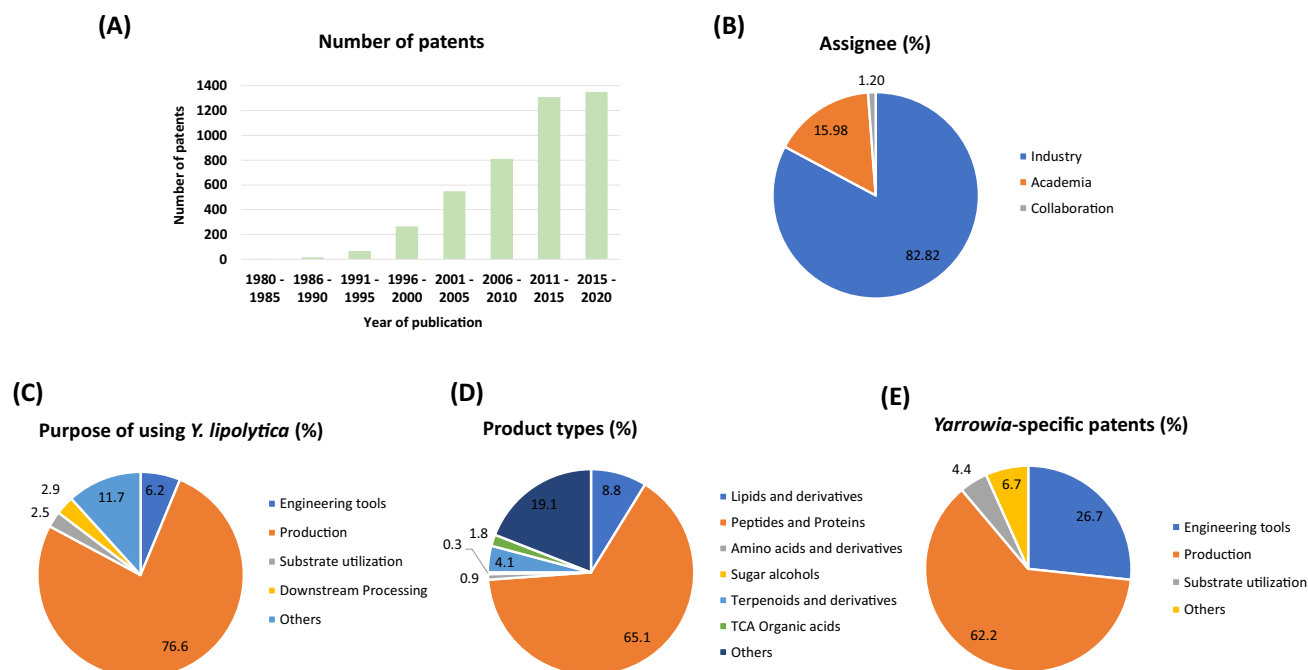 (A)
Number of patents
Number of patents
1400
1200
1000
800
600
400
200
0
1980 - 1985
1986 - 1990
1991 - 1995
1996 - 2000
2001 - 2005
2006 - 2010
2011 - 2015
2015 - 2020
Year of publication
(B)
Assignee (%)
1.20
15.98
82.82
Industry
Academia
Collaboration
(C)
Purpose of using Y. lipolytica (%)
6.2
11.7
2.9
2.5
76.6
Engineering tools
Production
Substrate utilization
Downstream Processing
Others
(D)
Product types (%)
8.8
19.1
1.8
0.3
4.1
0.9
65.1
Lipids and derivatives
Peptides and Proteins
Amino acids and derivatives
Sugar alcohols
Terpenoids and derivatives
TCA Organic acids
Others
(E)
Yarrowia-specific patents (%)
4.4
6.7
26.7
62.2
Engineering tools
Production
Substrate utilization
Others